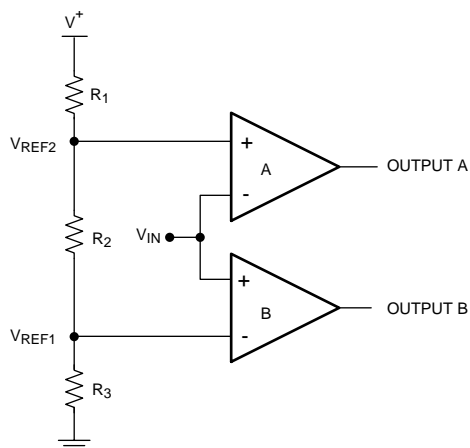 V+
R1
VREF2
+
A
-
OUTPUT A
VIN
R2
+
B
-
OUTPUT B
VREF1
R3